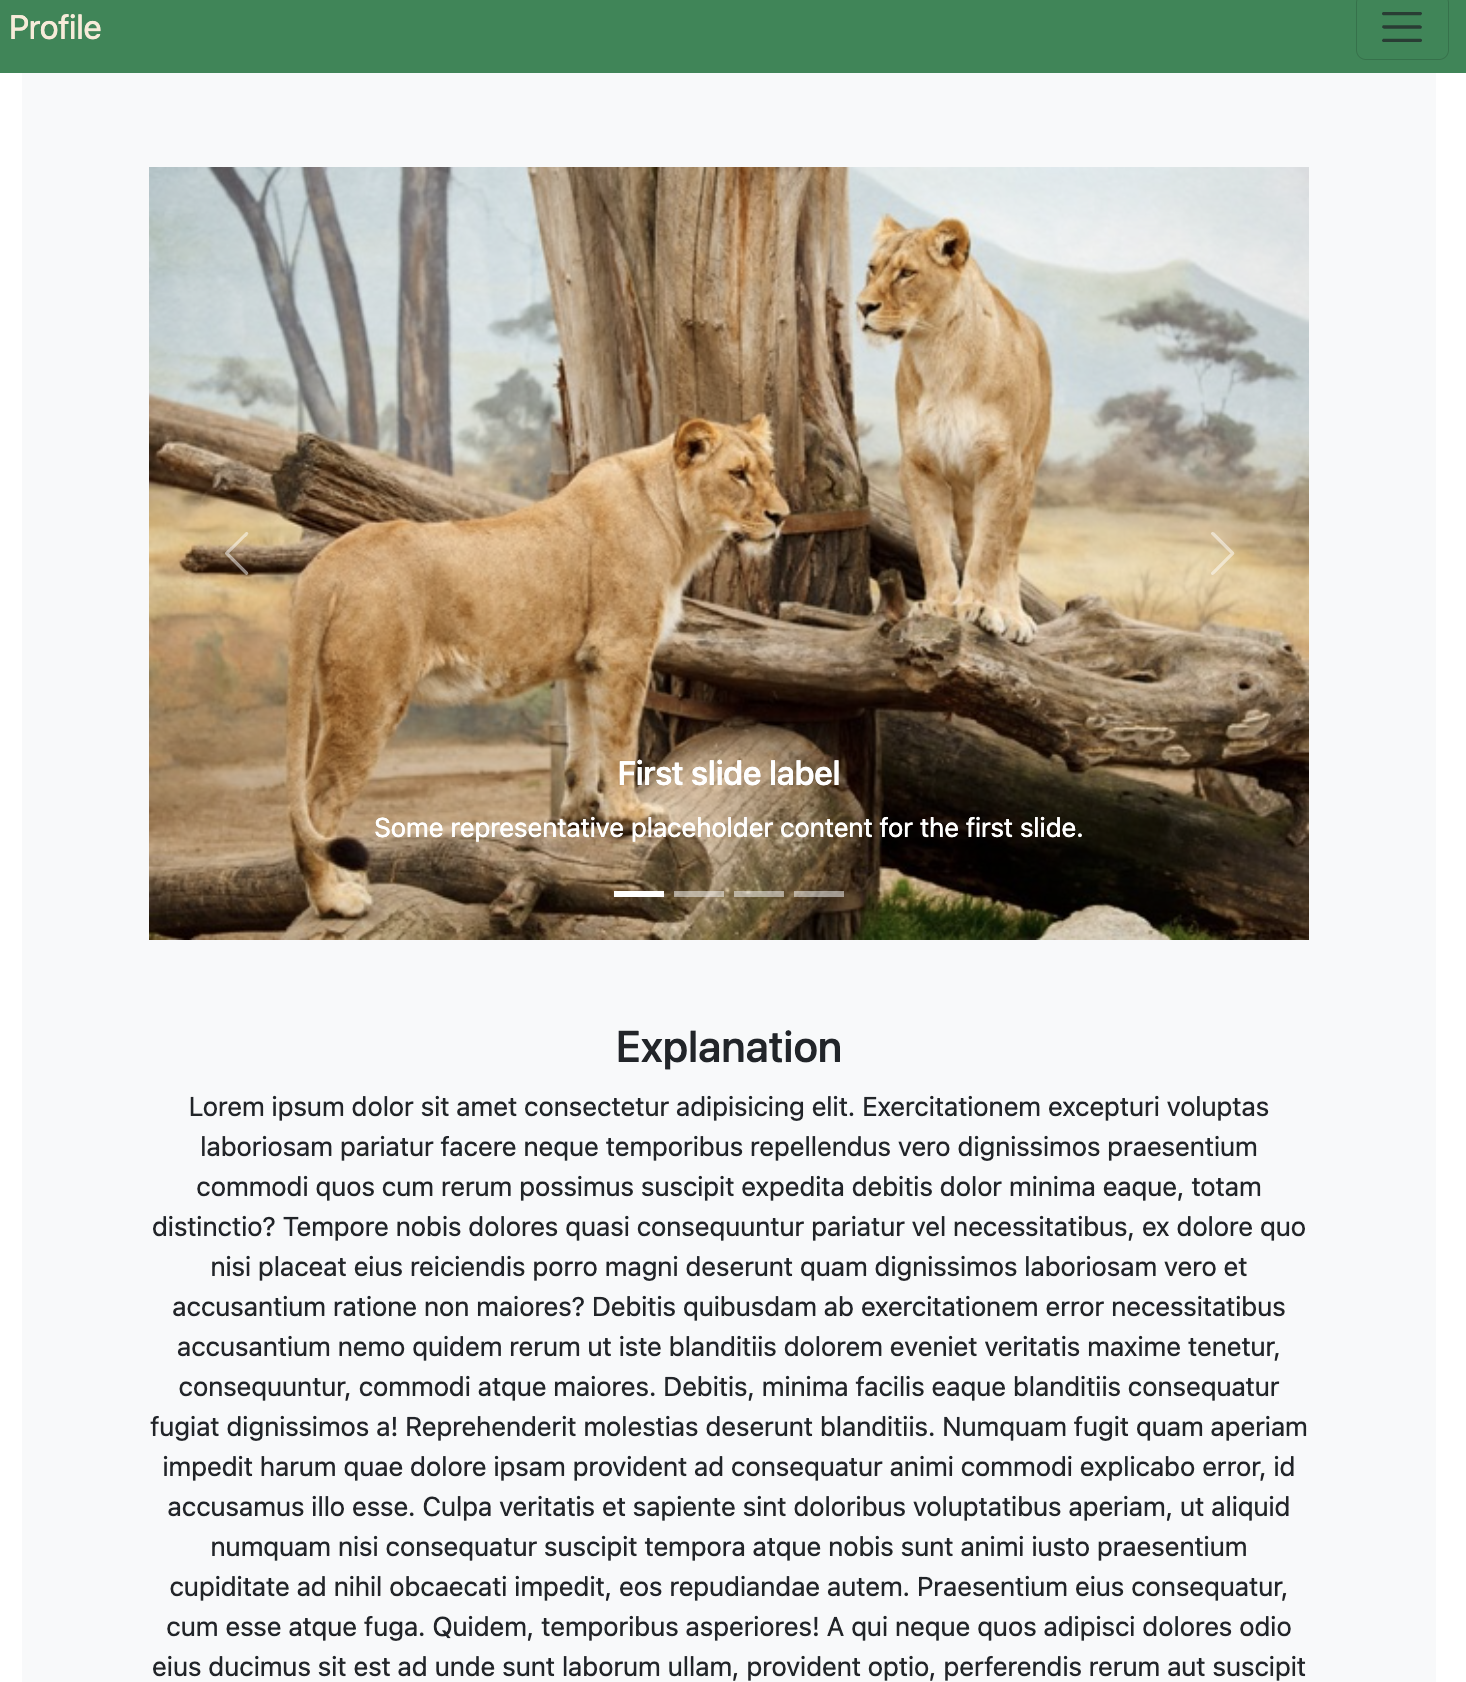 Profile
First slide label
Some representative placeholder content for the first slide.
Explanation
Lorem ipsum dolor sit amet consectetur adipisicing elit. Exercitationem excepturi voluptas
laboriosam pariatur facere neque temporibus repellendus vero dignissimos praesentium
commodi quos cum rerum possimus suscipit expedita debitis dolor minima eaque, totam
distinctio? Tempore nobis dolores quasi consequuntur pariatur vel necessitatibus, ex dolore quo
nisi placeat eius reiciendis porro magni deserunt quam dignissimos laboriosam vero et
accusantium ratione non maiores? Debitis quibusdam ab exercitationem error necessitatibus
accusantium nemo quidem rerum ut iste blanditiis dolorem eveniet veritatis maxime tenetur,
consequuntur, commodi atque maiores. Debitis, minima facilis eaque blanditiis consequatur
fugiat dignissimos a! Reprehenderit molestias deserunt blanditiis. Numquam fugit quam aperiam
impedit harum quae dolore ipsam provident ad consequatur animi commodi explicabo error, id
accusamus illo esse. Culpa veritatis et sapiente sint doloribus voluptatibus aperiam, ut aliquid
numquam nisi consequatur suscipit tempora atque nobis sunt animi iusto praesentium
cupiditate ad nihil obcaecati impedit, eos repudiandae autem. Praesentium eius consequatur,
cum esse atque fuga. Quidem, temporibus asperiores! A qui neque quos adipisci dolores odio
eius ducimus sit est ad unde sunt laborum ullam, provident optio, perferendis rerum aut suscipit